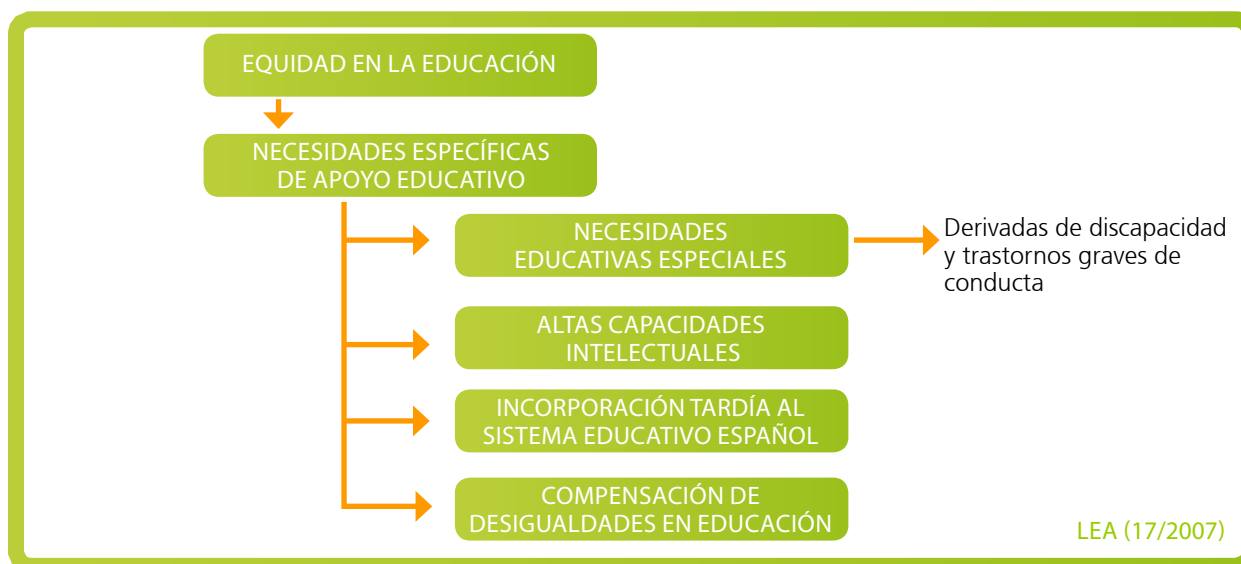 EQUIDAD EN LA EDUCACIÓN
NECESIDADES ESPECÍFICAS
DE APOYO EDUCATIVO
NECESIDADES
EDUCATIVAS ESPECIALES
Derivadas de discapacidad
y trastornos graves de
conducta
ALTAS CAPACIDADES
INTELECTUALES
INCORPORACIÓN TARDÍA AL
SISTEMA EDUCATIVO ESPAÑOL
COMPENSACIÓN DE
DESIGUALDADES EN EDUCACIÓN
LEA (17/2007)